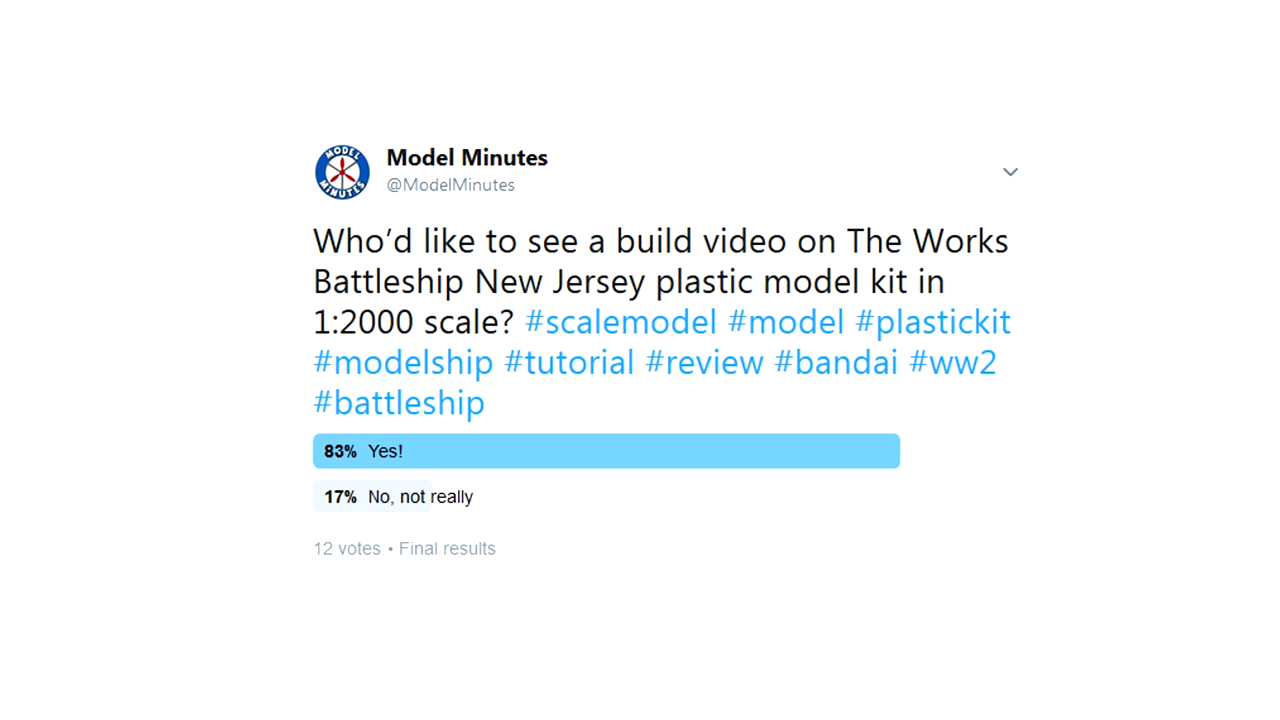 MODEL MINUTES
Model Minutes
@ModelMinutes
Who'd like to see a build video on The Works
Battleship New Jersey plastic model kit in
1:2000 scale? #scalemodel #model #plastickit
#modelship #tutorial #review #bandai #ww2
#battleship
83% Yes!
17% No, not really
12 votes • Final results